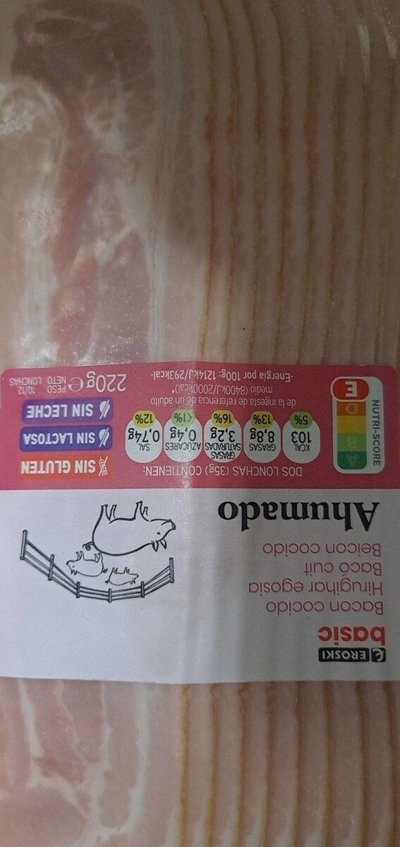 EROSKI
basic
Bacon cocido
Hirugihar egosia
Bacó cuit
Beicon cocido
Ahumado
DOS LONCHAS (35g) CONTIENEN:
KCAL
103
5%
GRASAS
8,8g
13%
GRASAS
SATURADAS
3,2g
16%
AZÚCARES
0,4g
<1%
SAL
0,74g
12%
de la ingesta de referencia de un adulto
medio (8400kJ/2000kcal).
-Energía por 100g: 1214kJ/293kcal-
NUTRI-SCORE
A
B
C
D
E
SIN GLUTEN
SIN LACTOSA
SIN LECHE
220g e
PESO
NETO
10/12
LONCHAS